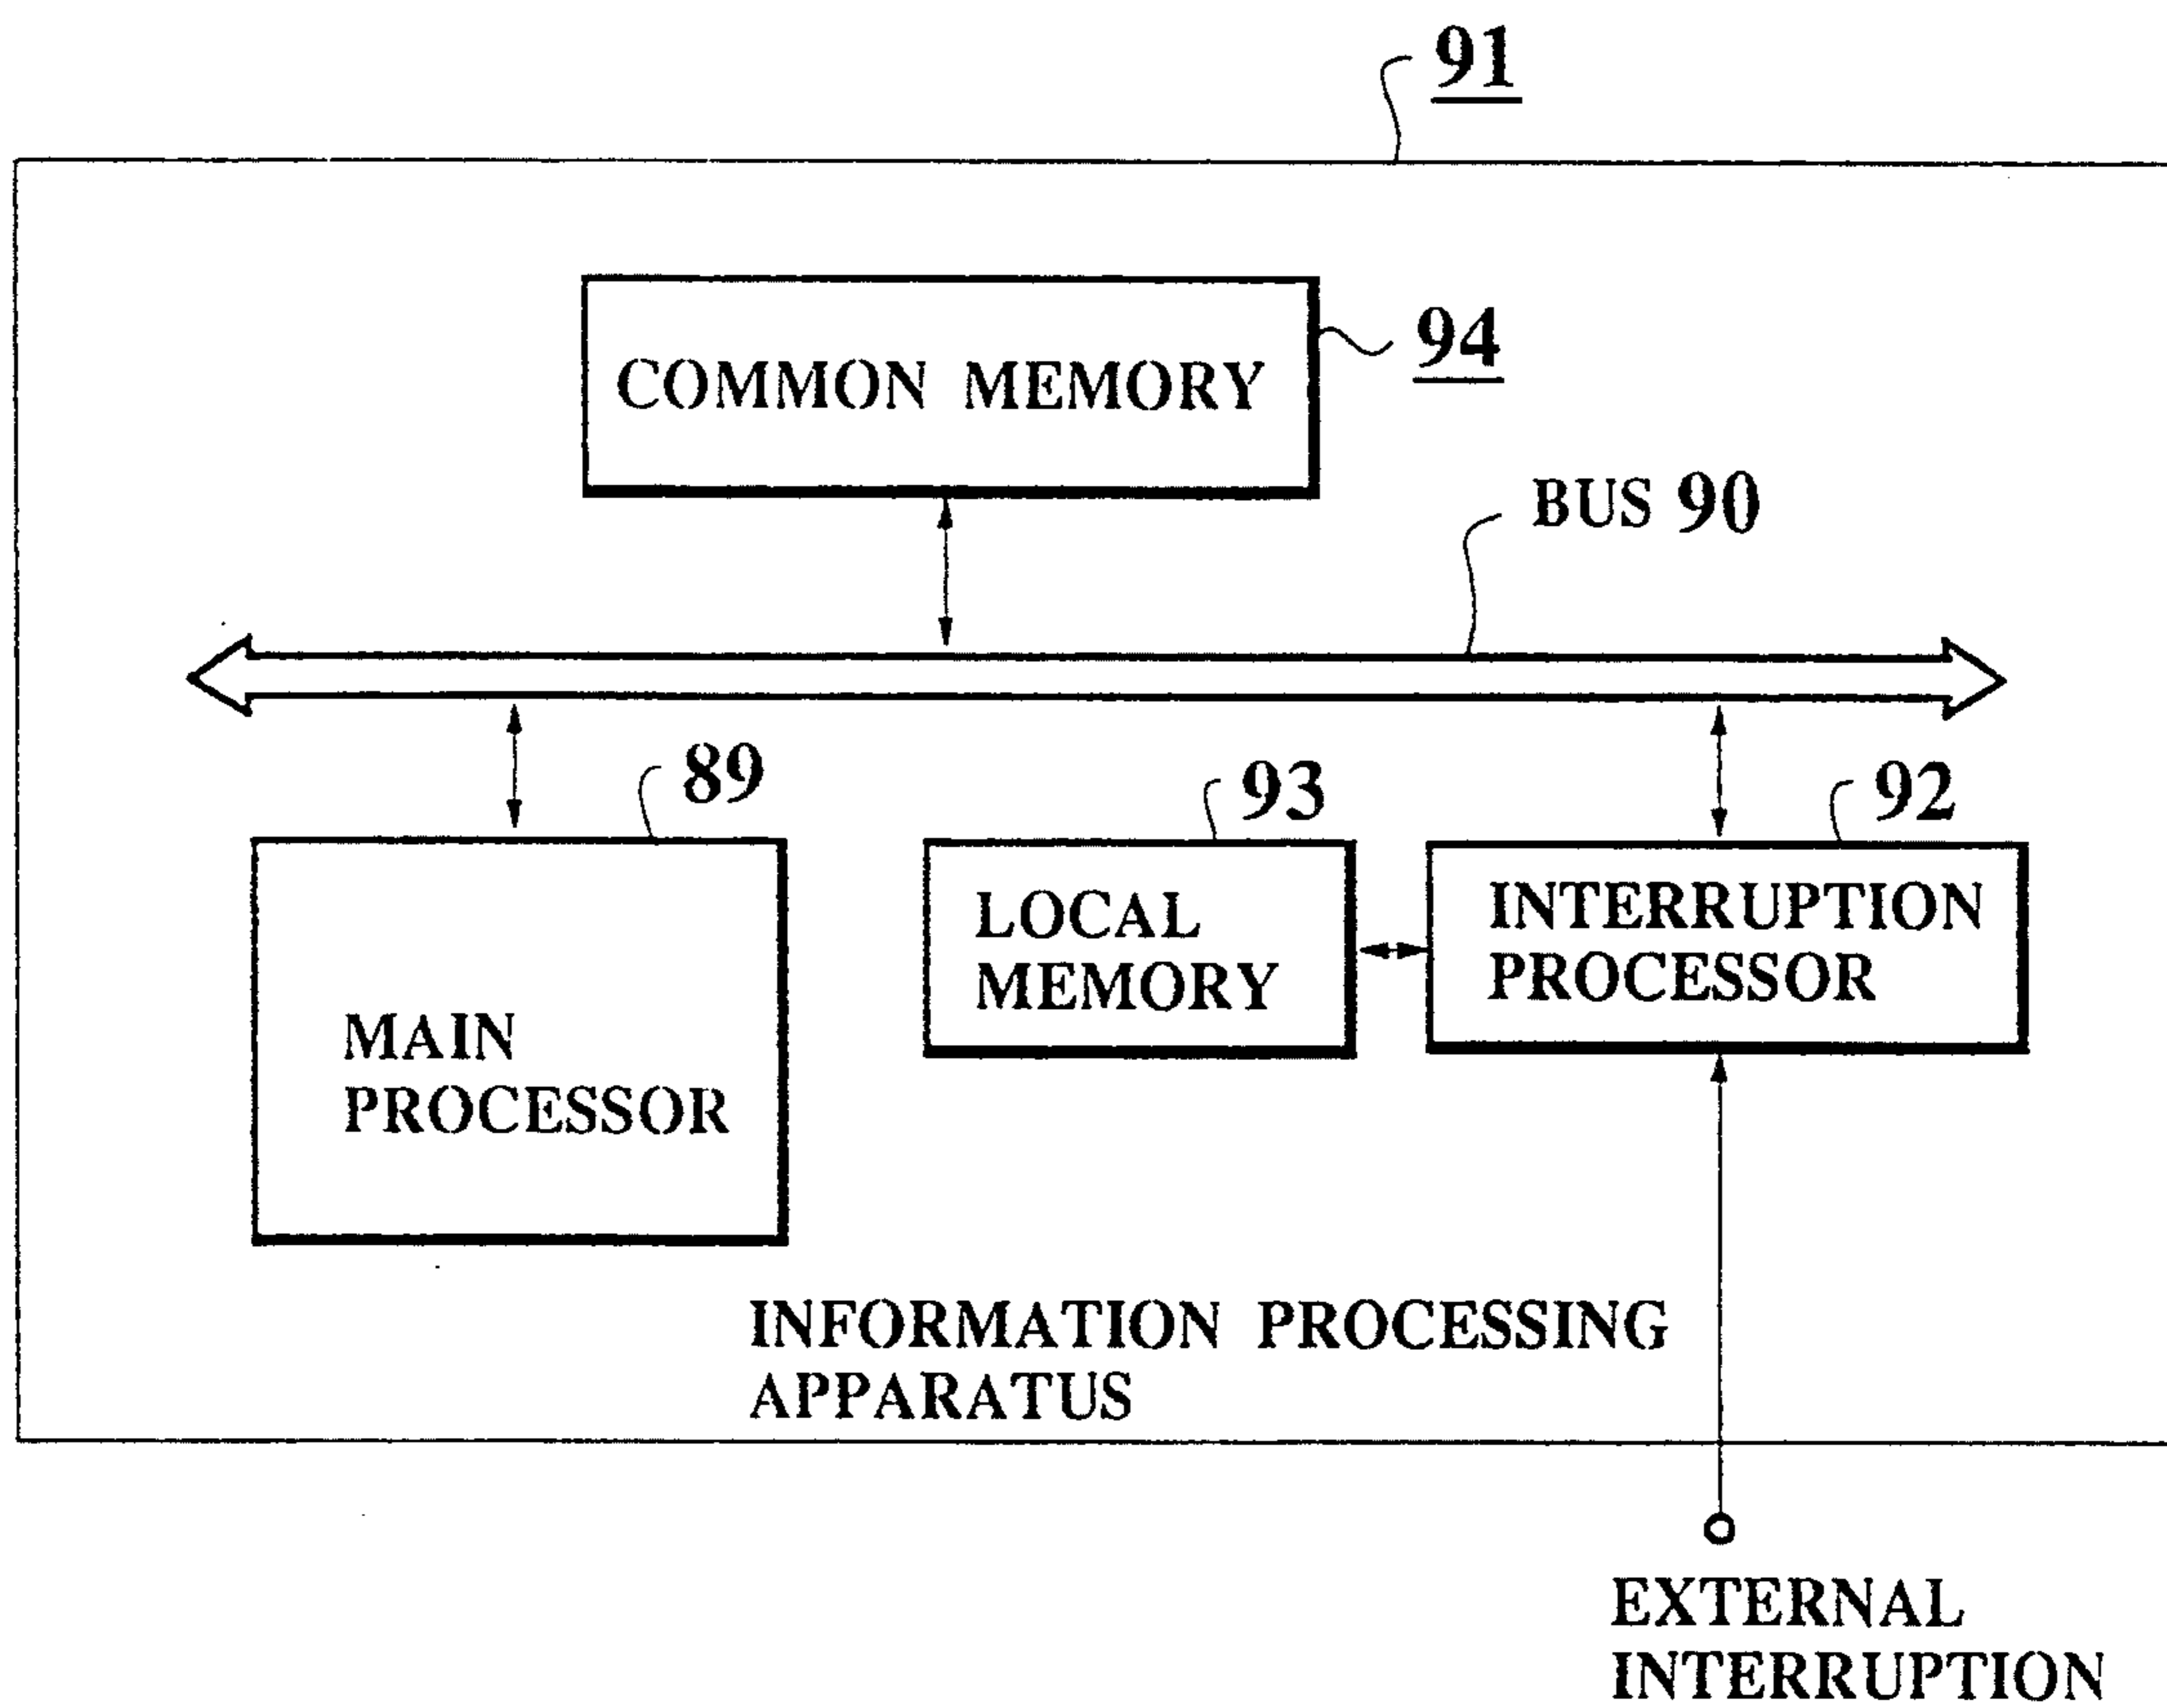 91
COMMON MEMORY
94
BUS 90
89
93
92
MAIN
PROCESSOR
LOCAL
MEMORY
INTERRUPTION
PROCESSOR
INFORMATION PROCESSING
APPARATUS
EXTERNAL
INTERRUPTION